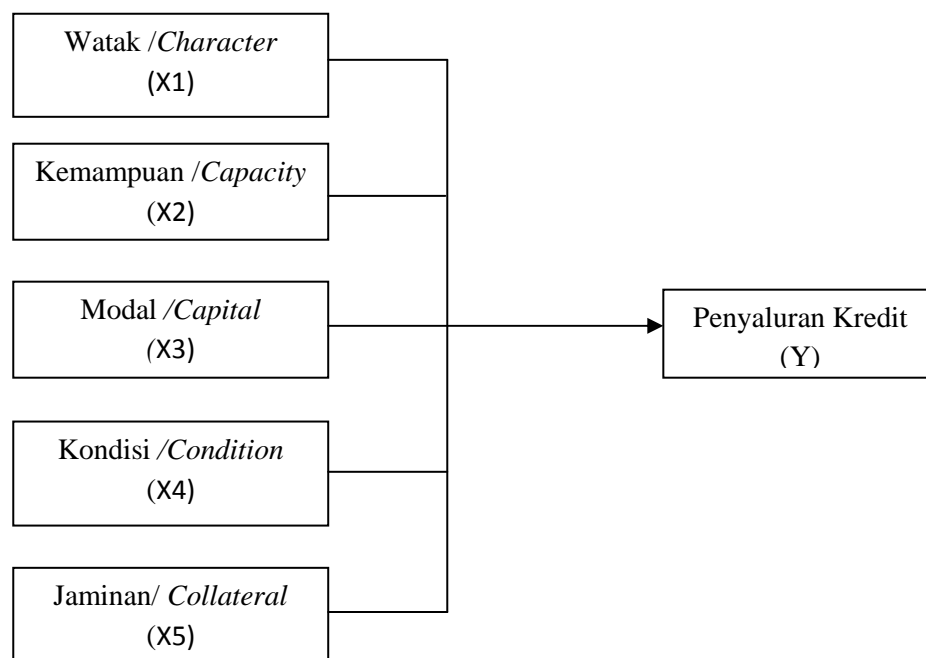 Watak /Character
(X1)
Kemampuan /Capacity
(X2)
Modal /Capital
(X3)
Kondisi /Condition
(X4)
Jaminan/ Collateral
(X5)
Penyaluran Kredit
(Y)